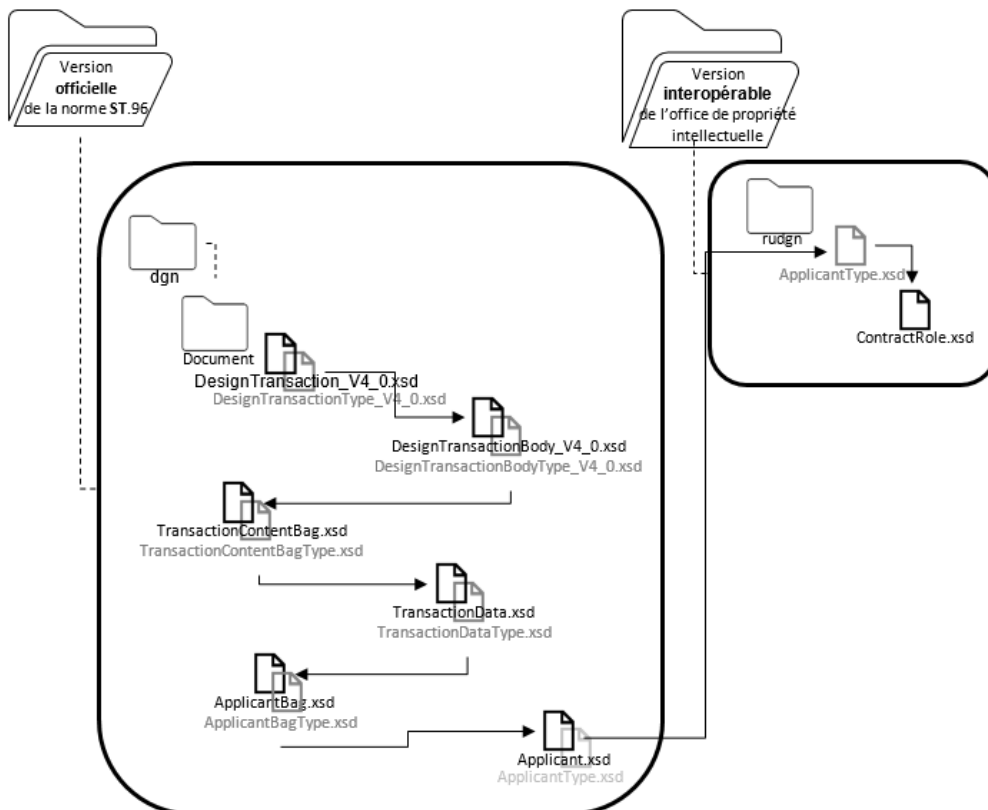 Version
officielle
de la norme ST.96
Version
interopérable
de l'office de propriété
intellectuelle
dgn
Document
DesignTransaction_V4_0.xsd
DesignTransactionType_V4_0.xsd
DesignTransactionBody_V4_0.xsd
DesignTransactionBodyType_V4_0.xsd
TransactionContentBag.xsd
TransactionContentBagType.xsd
TransactionData.xsd
TransactionDataType.xsd
ApplicantBag.xsd
ApplicantBagType.xsd
Applicant.xsd
ApplicantType.xsd
rudgn
ApplicantType.xsd
ContractRole.xsd